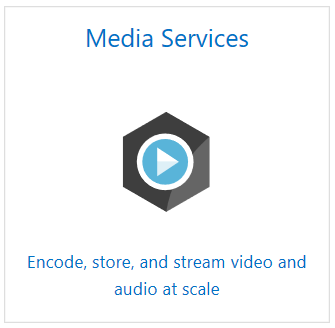 Media Services
Encode, store, and stream video and
audio at scale